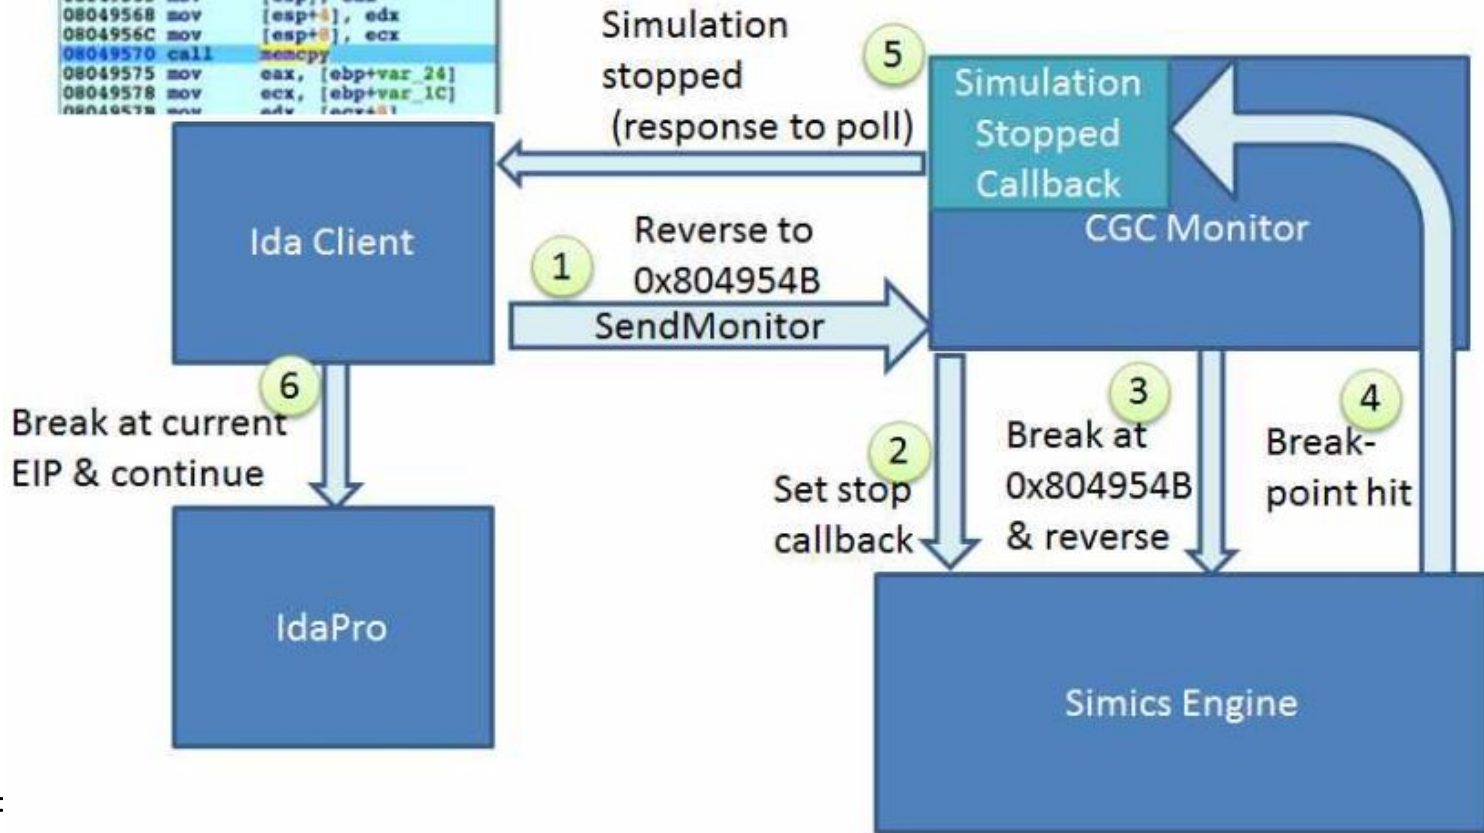 08049568 mov [esp+4], edx
0804956C mov [esp+8], ecx
08049570 call memcpy
08049575 mov eax, [ebp+var_24]
08049578 mov ecx, [ebp+var_1C]
Simulation
stopped
(response to poll)
5
Simulation
Stopped
Callback
CGC Monitor
Ida Client
1
Reverse to
0x804954B
SendMonitor
6
Break at current
EIP & continue
2
Set stop
callback
3
Break at
0x804954B
& reverse
4
Break-
point hit
IdaPro
Simics Engine